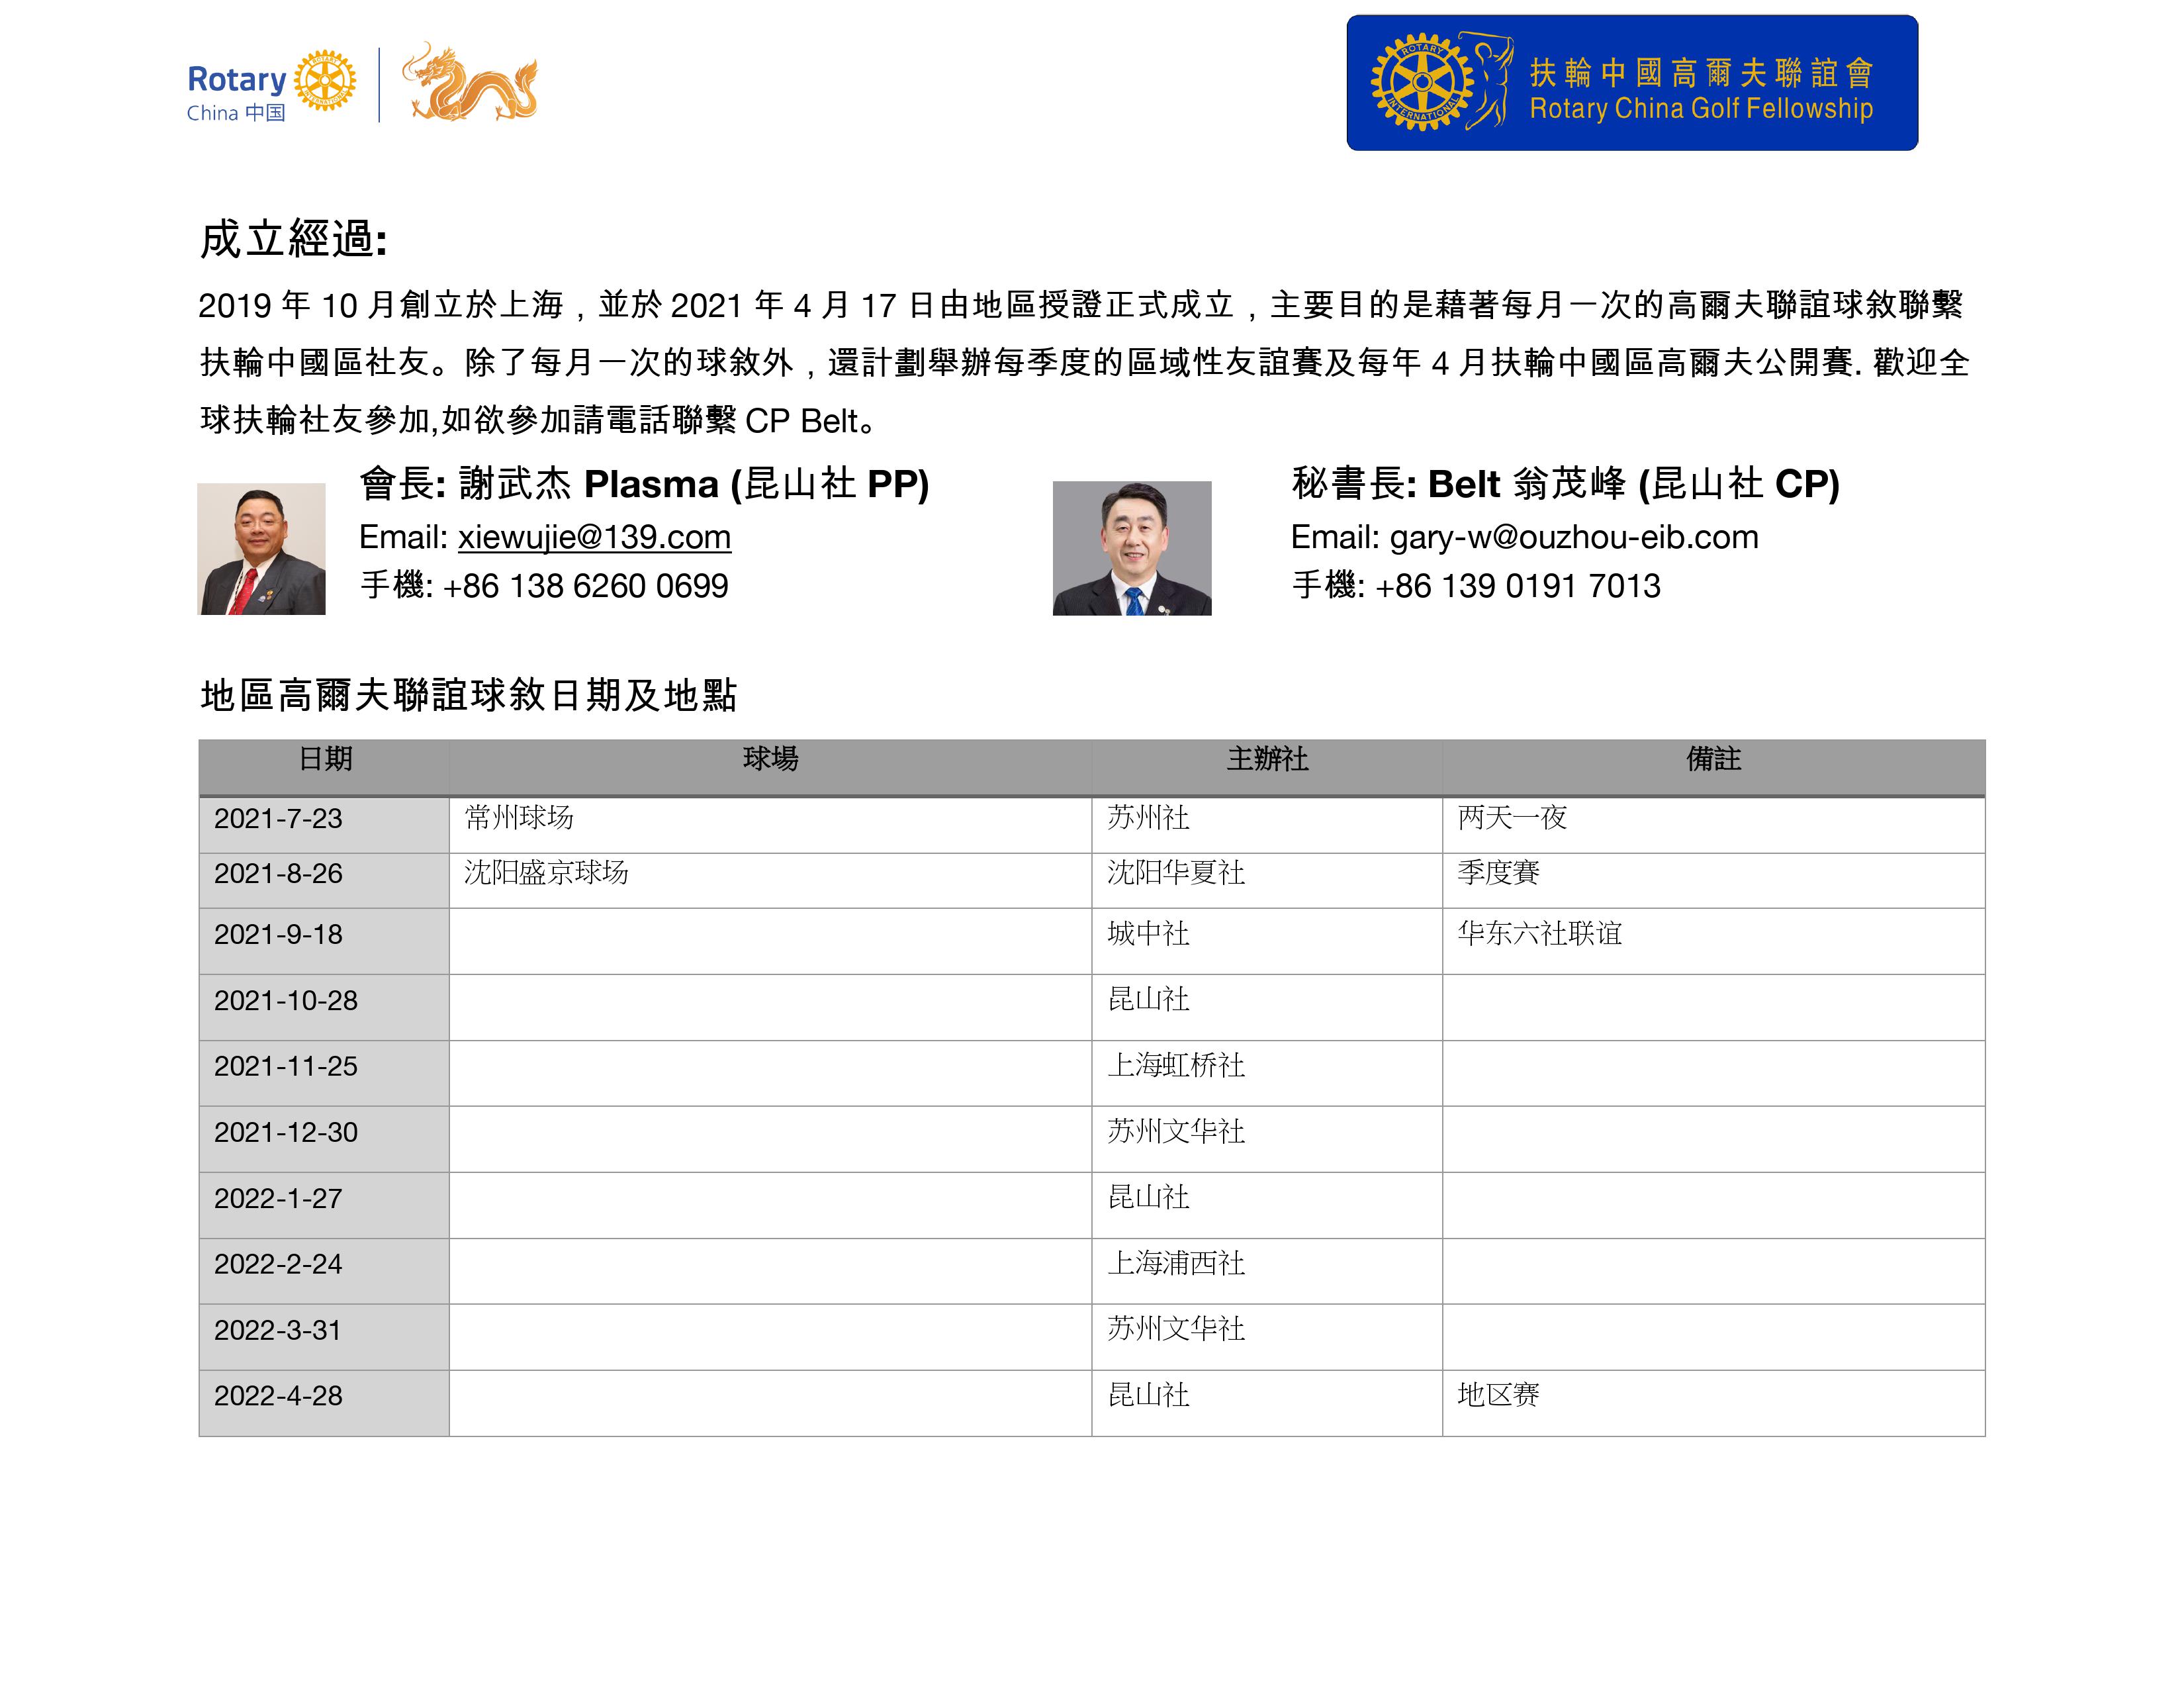 Rotary
China 中国
ROTARY
INTERNATIONAL
扶輪中國高爾夫聯誼會
Rotary China Golf Fellowship
成立經過:
2019 年 10 月創立於上海，並於 2021 年 4 月 17 日由地區授證正式成立，主要目的是藉著每月一次的高爾夫聯誼球敘聯繫
扶輪中國區社友。除了每月一次的球敘外，還計劃舉辦每季度的區域性友誼賽及每年 4 月扶輪中國區高爾夫公開賽. 歡迎全
球扶輪社友參加,如欲參加請電話聯繫 CP Belt。
會長: 謝武杰 Plasma (昆山社 PP)
Email: xiewujie@139.com
手機: +86 138 6260 0699
秘書長: Belt 翁茂峰 (昆山社 CP)
Email: gary-w@ouzhou-eib.com
手機: +86 139 0191 7013
地區高爾夫聯誼球敘日期及地點
日期 球場 主辦社 備註
2021-7-23 常州球场 苏州社 两天一夜
2021-8-26 沈阳盛京球场 沈阳华夏社 季度賽
2021-9-18 城中社 华东六社联谊
2021-10-28 昆山社
2021-11-25 上海虹桥社
2021-12-30 苏州文华社
2022-1-27 昆山社
2022-2-24 上海浦西社
2022-3-31 苏州文华社
2022-4-28 昆山社 地区赛